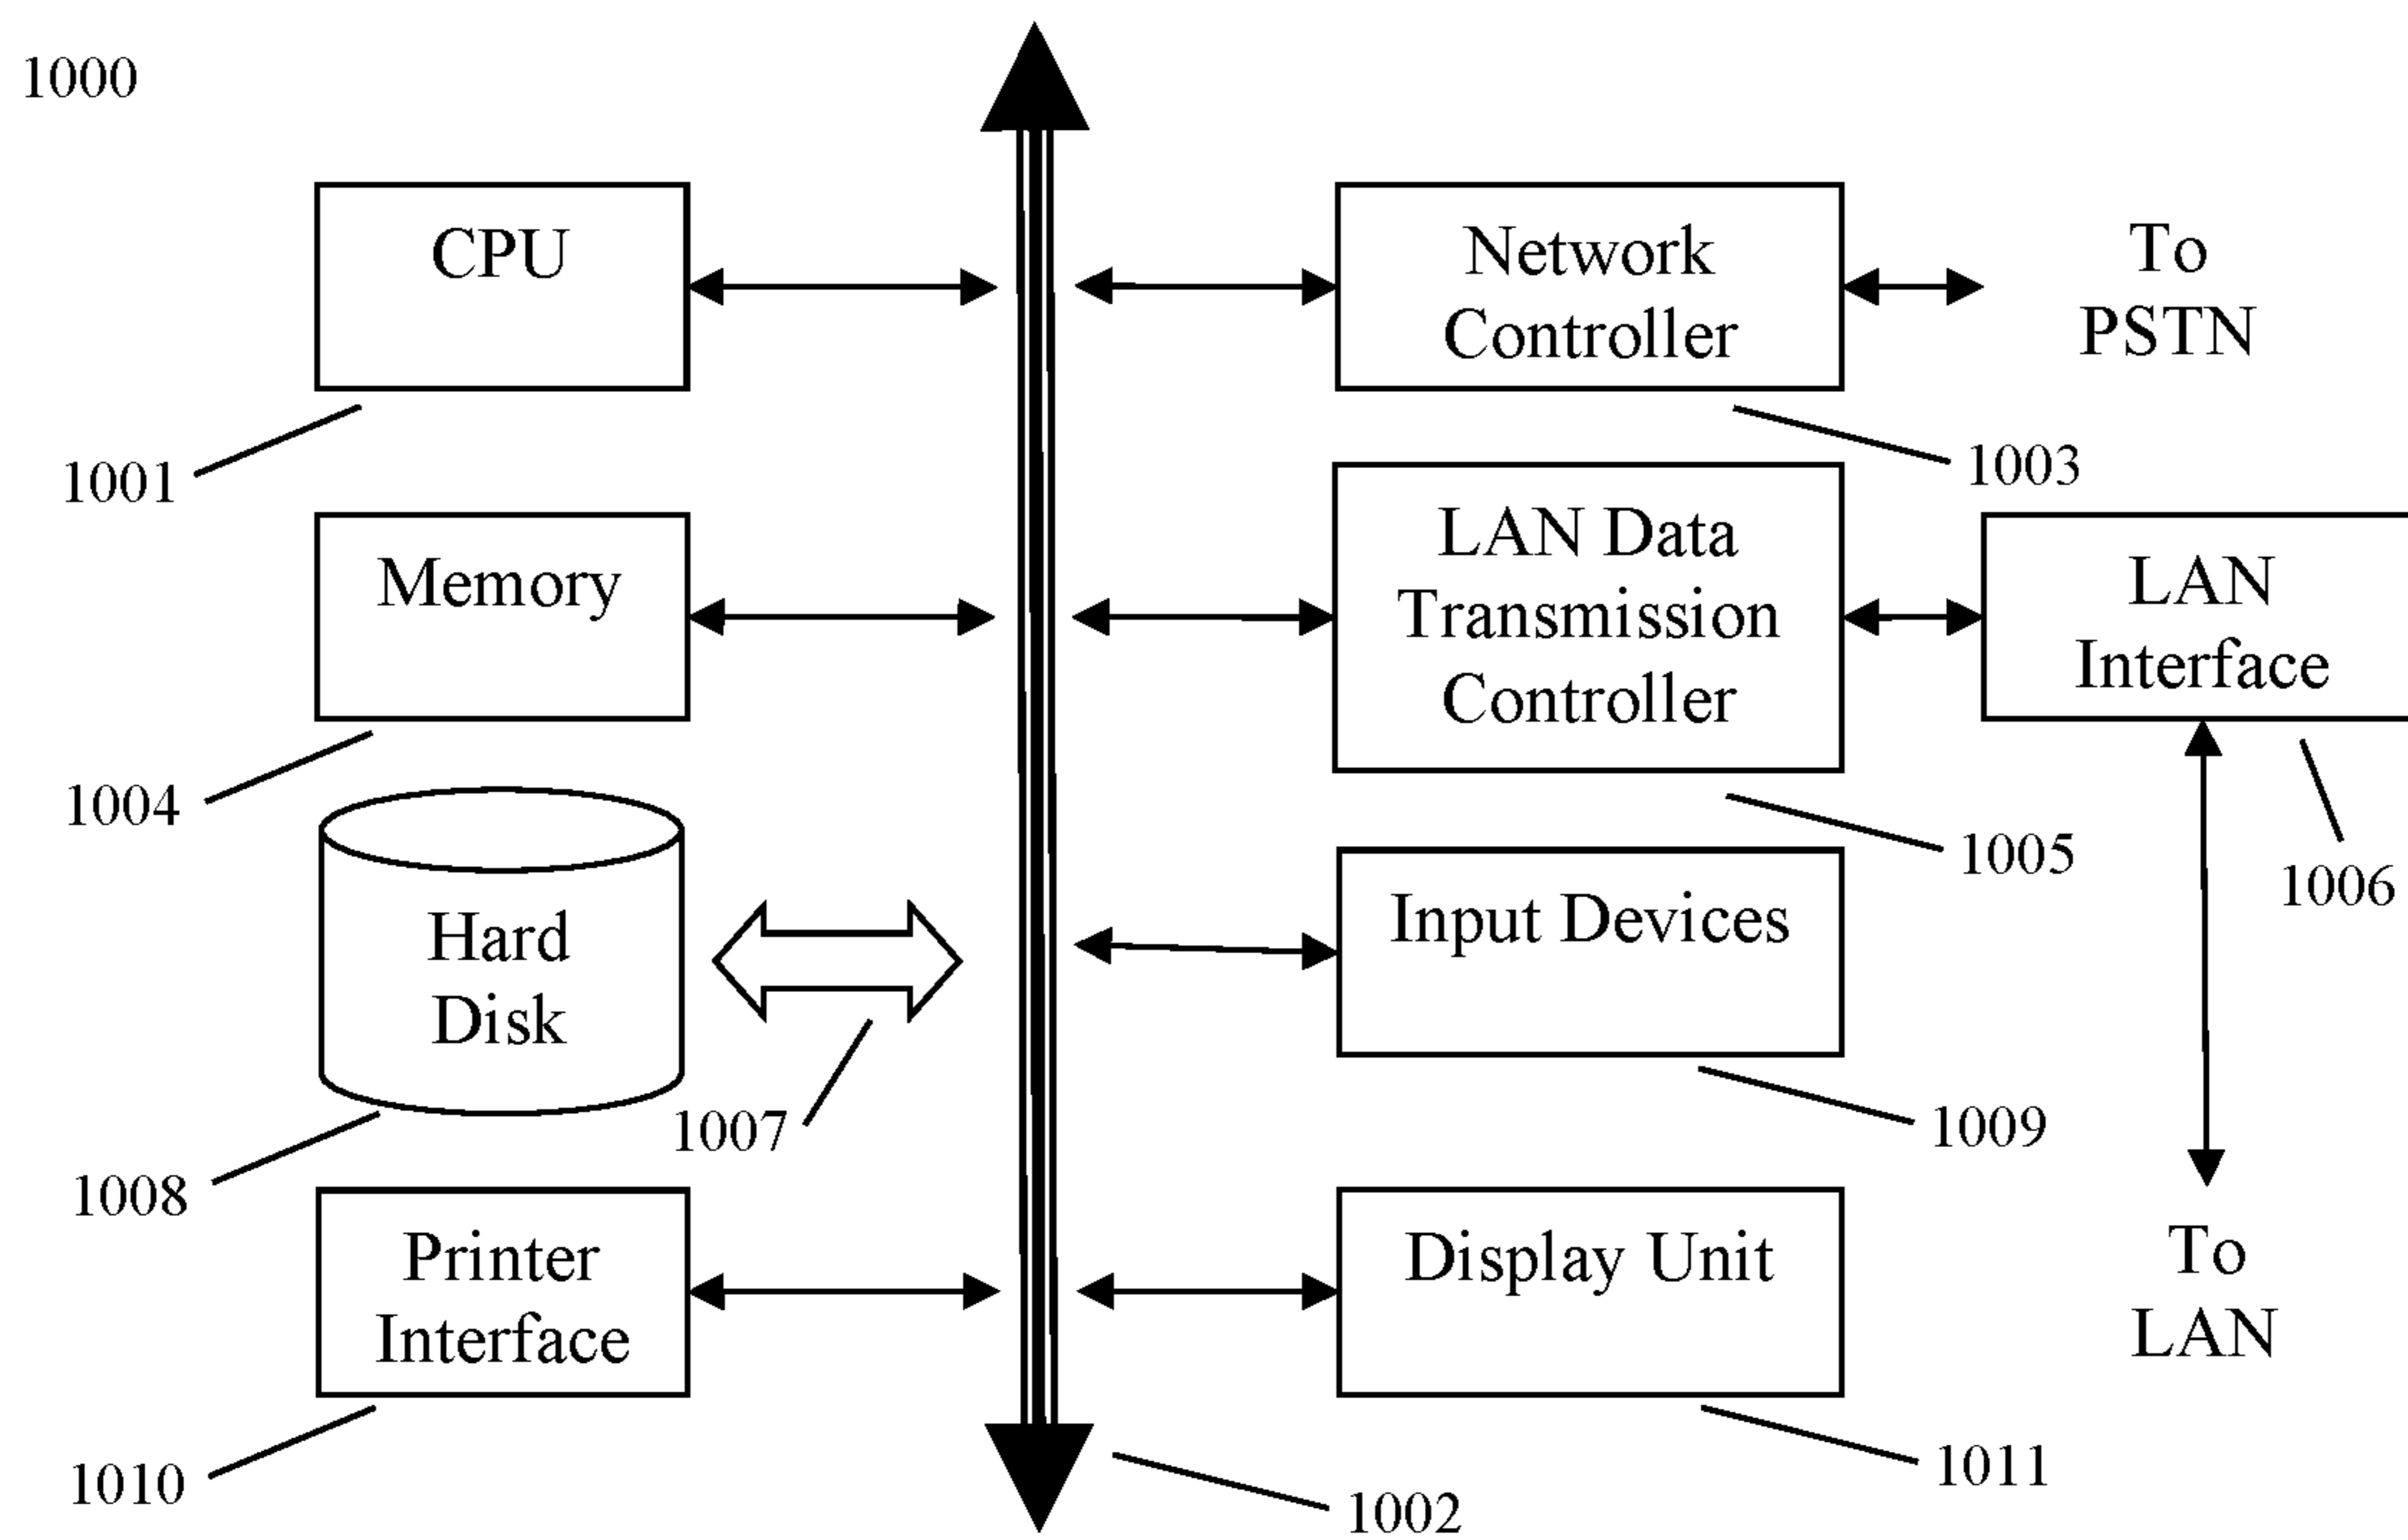 1000
CPU
Network
Controller
To
PSTN
1001
1003
Memory
LAN Data
Transmission
Controller
LAN
Interface
1004
1005
1006
Hard
Disk
1007
Input Devices
1008
1009
Printer
Interface
Display Unit
To
LAN
1010
1002
1011